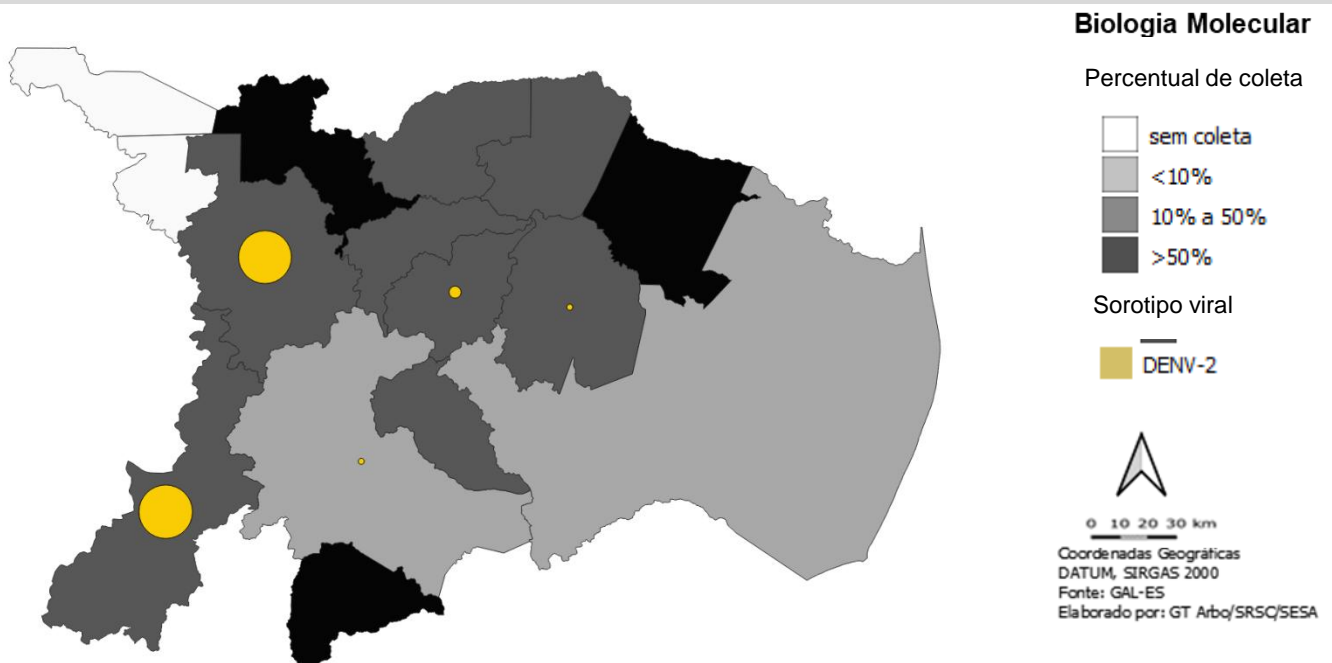 Biologia Molecular
Percentual de coleta
sem coleta
<10%
10% a 50%
>50%
Sorotipo viral
DENV-2
0 10 20 30 km
Coordenadas Geográficas
DATUM, SIRGAS 2000
Fonte: GAL-ES
Elaborado por: GT Arbo/SRSC/SESA